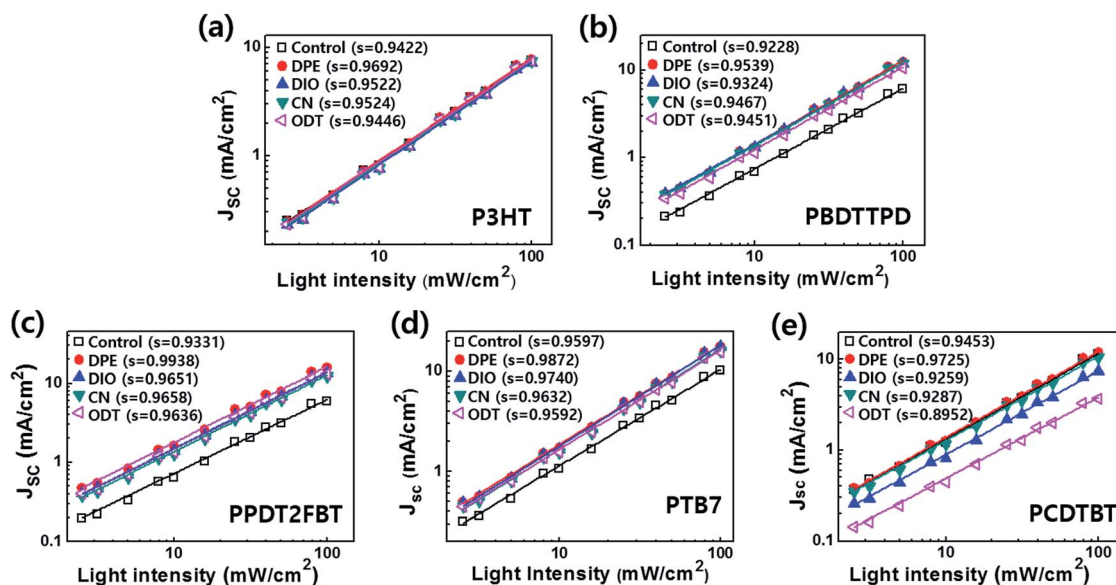 (a)
10
1
J_SC (mA/cm²)
Control (s=0.9422)
DPE (s=0.9692)
DIO (s=0.9522)
CN (s=0.9524)
ODT (s=0.9446)
P3HT
10 100
Light intensity (mW/cm²)
(b)
10
1
0.1
J_SC (mA/cm²)
Control (s=0.9228)
DPE (s=0.9539)
DIO (s=0.9324)
CN (s=0.9467)
ODT (s=0.9451)
PBDTTPD
10 100
Light intensity (mW/cm²)
(c)
10
1
0.1
J_SC (mA/cm²)
Control (s=0.9331)
DPE (s=0.9938)
DIO (s=0.9651)
CN (s=0.9658)
ODT (s=0.9636)
PPDT2FBT
10 100
Light intensity (mW/cm²)
(d)
10
1
J_sc (mA/cm²)
Control (s=0.9597)
DPE (s=0.9872)
DIO (s=0.9740)
CN (s=0.9632)
ODT (s=0.9592)
PTB7
10 100
Light Intensity (mW/cm²)
(e)
10
1
0.1
Jsc (mA/cm²)
Control (s=0.9453)
DPE (s=0.9725)
DIO (s=0.9259)
CN (s=0.9287)
ODT (s=0.8952)
PCDTBT
10 100
Light intensity (mW/cm²)